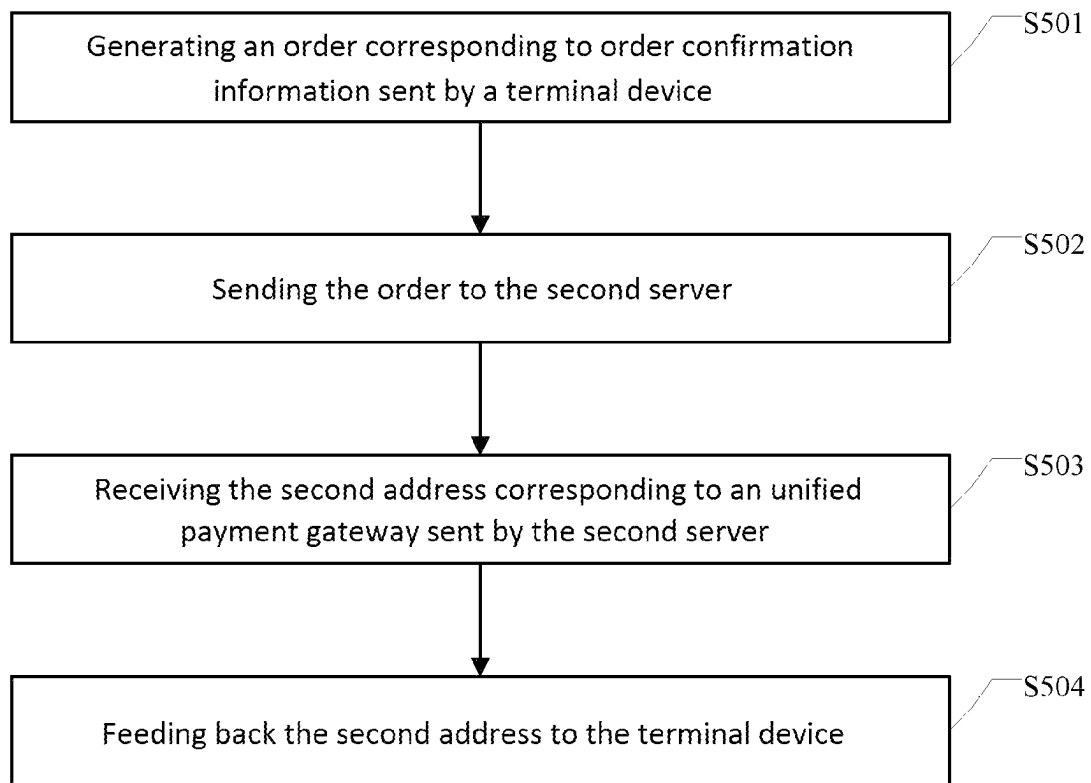 S501
Generating an order corresponding to order confirmation
information sent by a terminal device
S502
Sending the order to the second server
S503
Receiving the second address corresponding to an unified
payment gateway sent by the second server
S504
Feeding back the second address to the terminal device